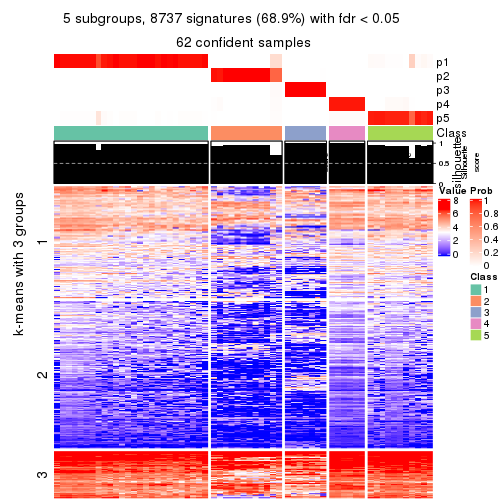 5 subgroups, 8737 signatures (68.9%) with fdr < 0.05
62 confident samples
p1
p2
p3
p4
p5
Class
1
0.5
0
silhouette
Silhouette
score
k-means with 3 groups
1
2
3
Value
8
6
4
2
0
Prob
1
0.8
0.6
0.4
0.2
0
Class
1
2
3
4
5